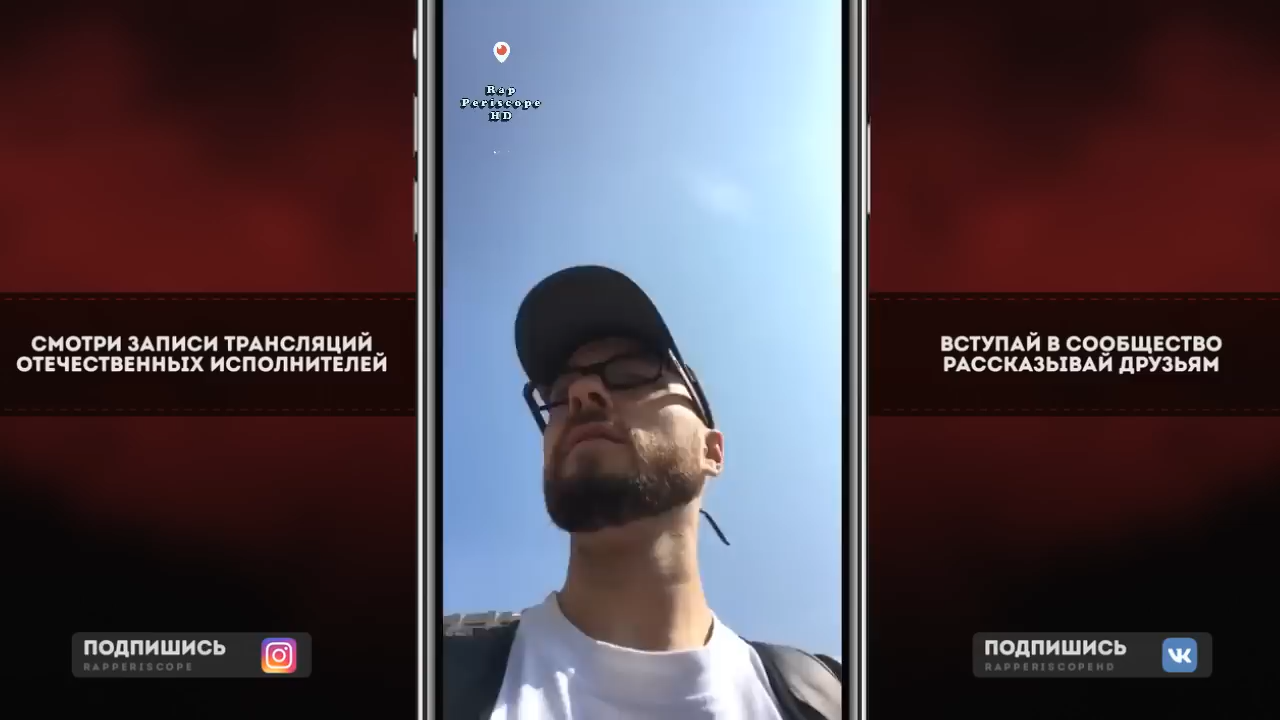 Rap
Periscope
HD
СМОТРИ ЗАПИСИ ТРАНСЛЯЦИЙ
ОТЕЧЕСТВЕННЫХ ИСПОЛНИТЕЛЕЙ
ВСТУПАЙ В СООБЩЕСТВО
РАССКАЗЫВАЙ ДРУЗЬЯМ
ПОДПИШИСЬ
RAPPERISCOPE
ПОДПИШИСЬ
RAPPERISCOPEHD